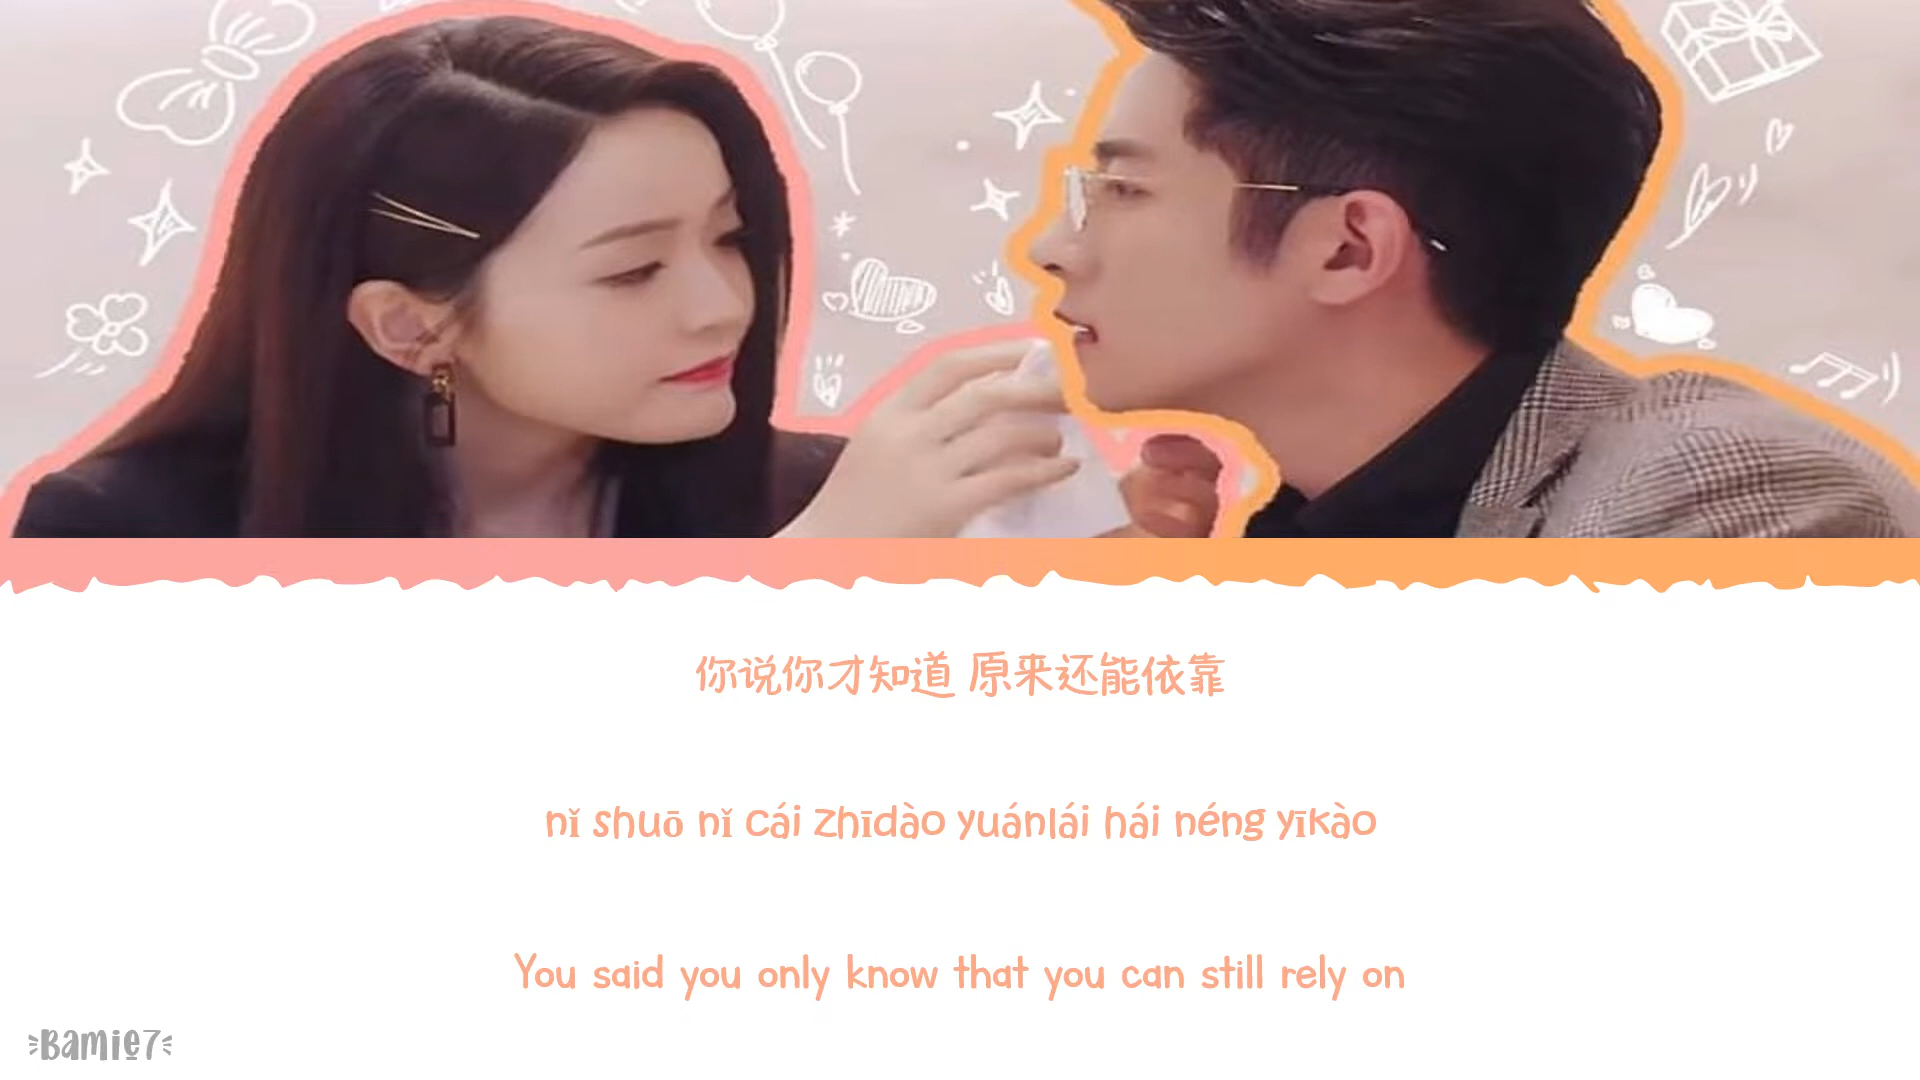 你说你才知道 原来还能依靠
nǐ shuō nǐ cái zhīdào yuánlái hái néng yīkào
You said you only know that you can still rely on
Bamie7